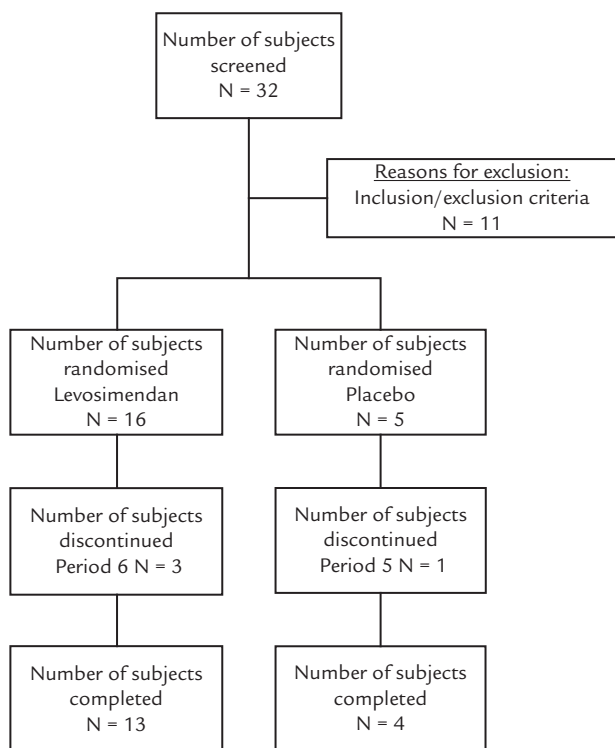 Number of subjects
screened
N = 32
Reasons for exclusion:
Inclusion/exclusion criteria
N = 11
Number of subjects
randomised
Levosimendan
N = 16
Number of subjects
randomised
Placebo
N = 5
Number of subjects
discontinued
Period 6 N = 3
Number of subjects
discontinued
Period 5 N = 1
Number of subjects
completed
N = 13
Number of subjects
completed
N = 4